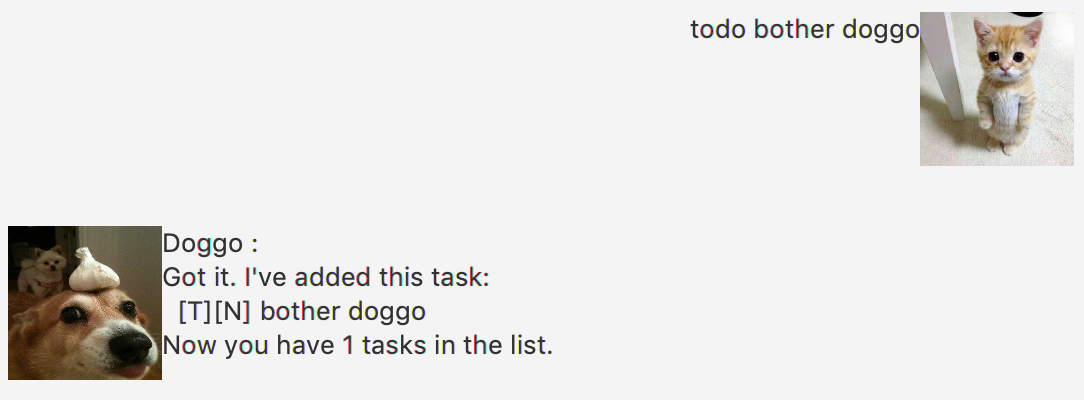 todo bother doggo
Doggo :
Got it. I've added this task:
[T][N] bother doggo
Now you have 1 tasks in the list.